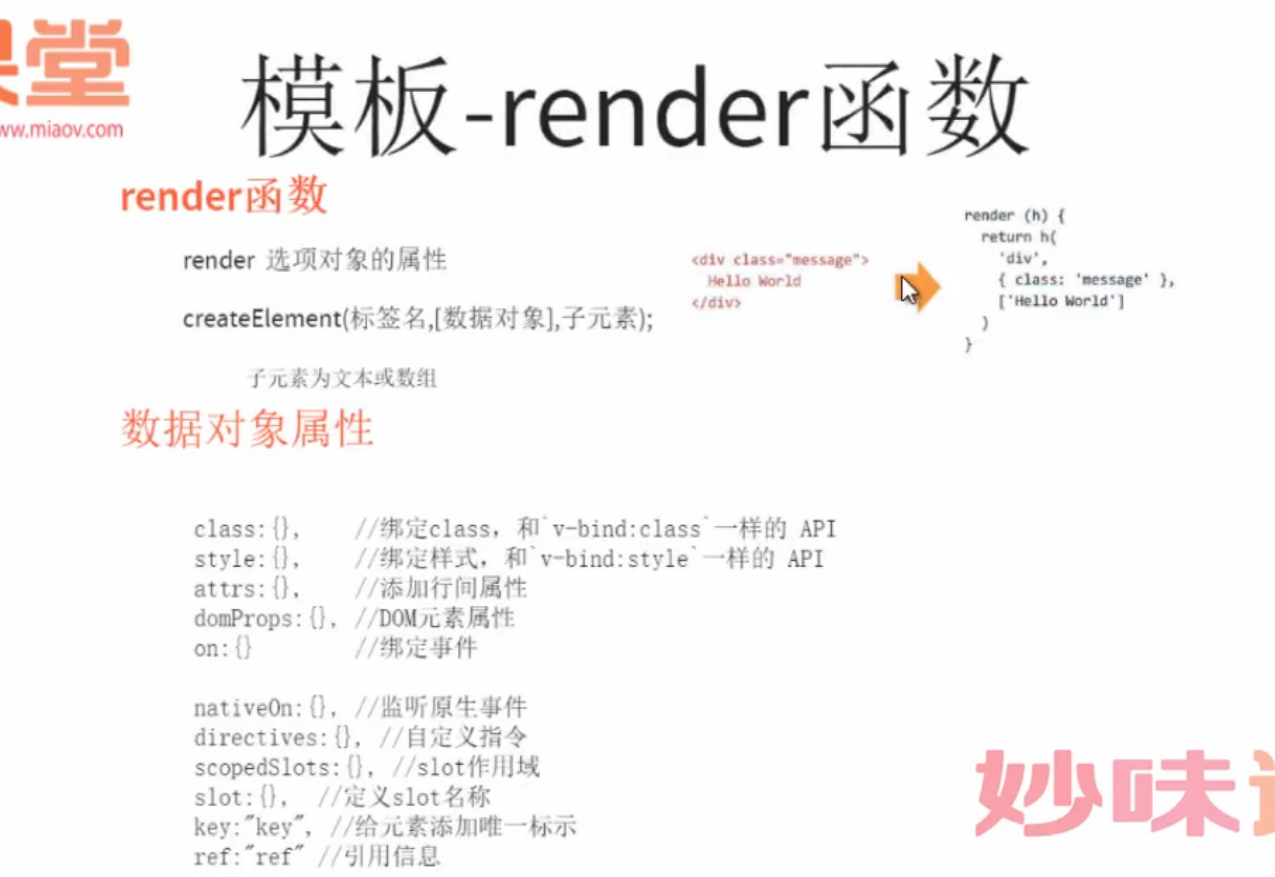 课堂
www.miaov.com
模板-render函数
render函数
render 选项对象的属性
createElement(标签名,[数据对象],子元素);
子元素为文本或数组
<div class="message">
Hello World
</div>
render (h) {
return h(
'div',
{ class: 'message' },
['Hello World']
)
}
数据对象属性
class:{}, //绑定class，和`v-bind:class`一样的 API
style:{}, //绑定样式，和`v-bind:style`一样的 API
attrs:{}, //添加行间属性
domProps:{}, //DOM元素属性
on:{} //绑定事件
nativeOn:{}, //监听原生事件
directives:{}, //自定义指令
scopedSlots:{}, //slot作用域
slot:{}, //定义slot名称
key:"key", //给元素添加唯一标示
ref:"ref" //引用信息
妙味